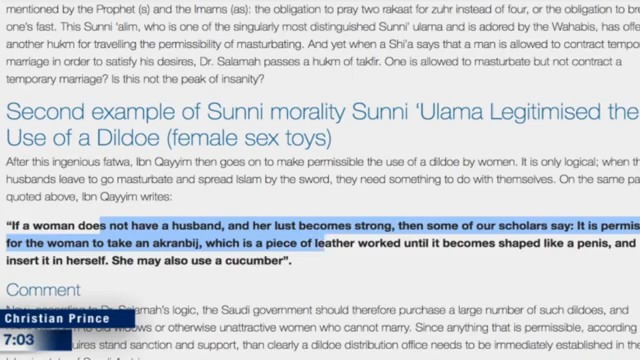 mentioned by the Prophet (s) and the Imams (as): the obligation to pray two rakaat for zuhr instead of four, or the obligation to bre
one's fast. This Sunni 'alim, who is one of the singularly most distinguished Sunni' ulama and is adored by the Wahabis, has offe
another hukm for travelling the permissibility of masturbating. And yet when a Shi'a says that a man is allowed to contract tempo
marriage in order to satisfy his desires, Dr. Salamah passes a hukm of takfir. One is allowed to masturbate but not contract a
temporary marriage? Is this not the peak of insanity?
Second example of Sunni morality Sunni 'Ulama Legitimised the
Use of a Dildoe (female sex toys)
After this ingenious fatwa, Ibn Qayyim then goes on to make permissible the use of a dildoe by women. It is only logical; when th
husbands leave to go masturbate and spread Islam by the sword, they need something to do with themselves. On the same pa
quoted above, Ibn Qayyim writes:
“If a woman does not have a husband, and her lust becomes strong, then some of our scholars say: It is permis
for the woman to take an akranbij, which is a piece of leather worked until it becomes shaped like a penis, and
insert it in herself. She may also use a cucumber”.
Comment
Dr. Salamah's logic, the Saudi government should therefore purchase a large number of such dildoes, and
widows or otherwise unattractive women who cannot marry. Since anything that is permissible, according
stand sanction and support, than clearly a dildoe distribution office needs to be immediately established in the
Christian Prince
7:03